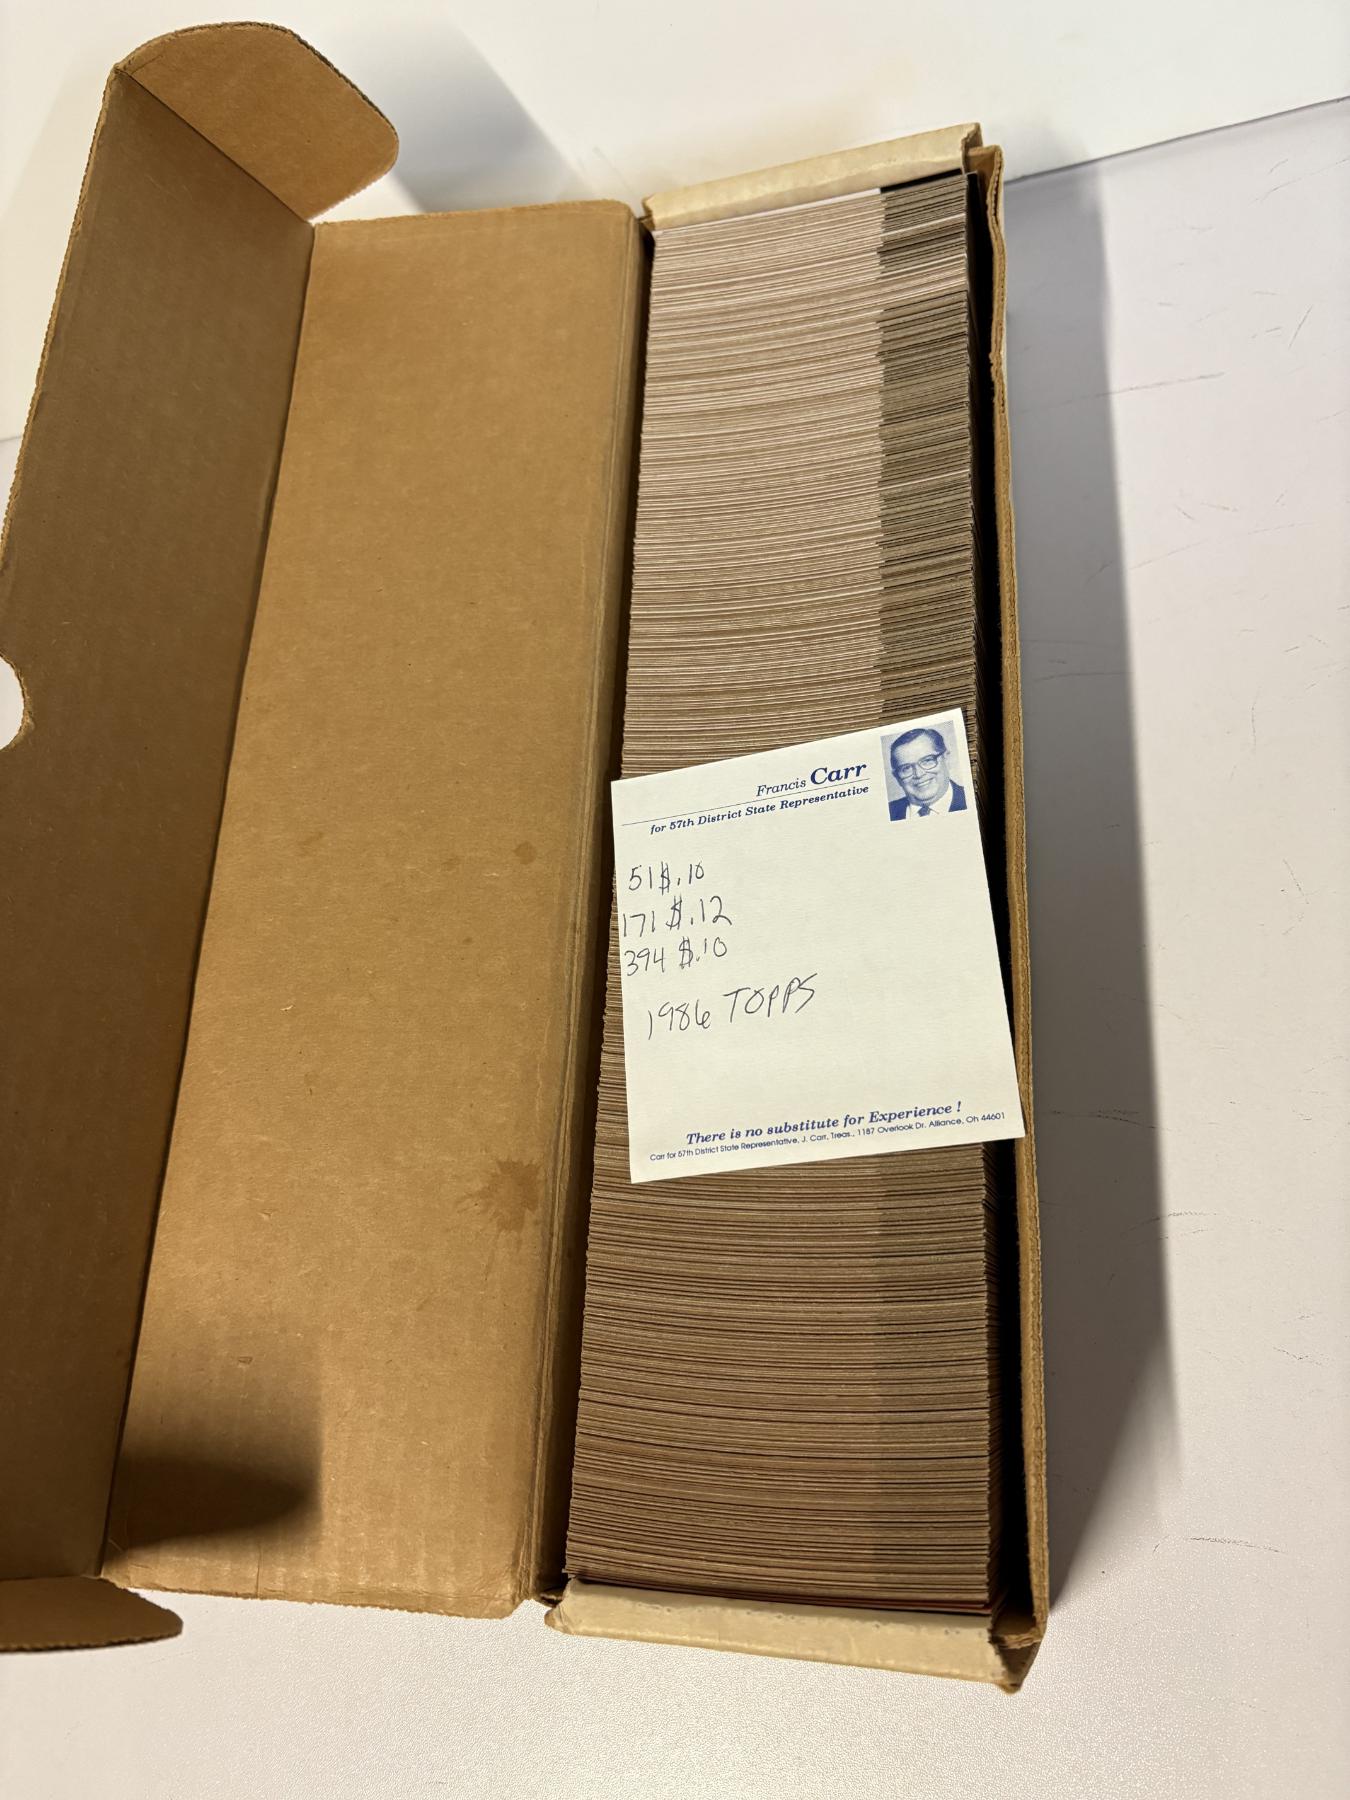 Francis Carr
for 57th District State Representative
51 $.10
171 $.12
394 $.10
1986 TOPPS
There is no substitute for Experience !
Carr for 57th District State Representative, J. Carr, Treas., 1187 Overlook Dr. Alliance, Oh 44601